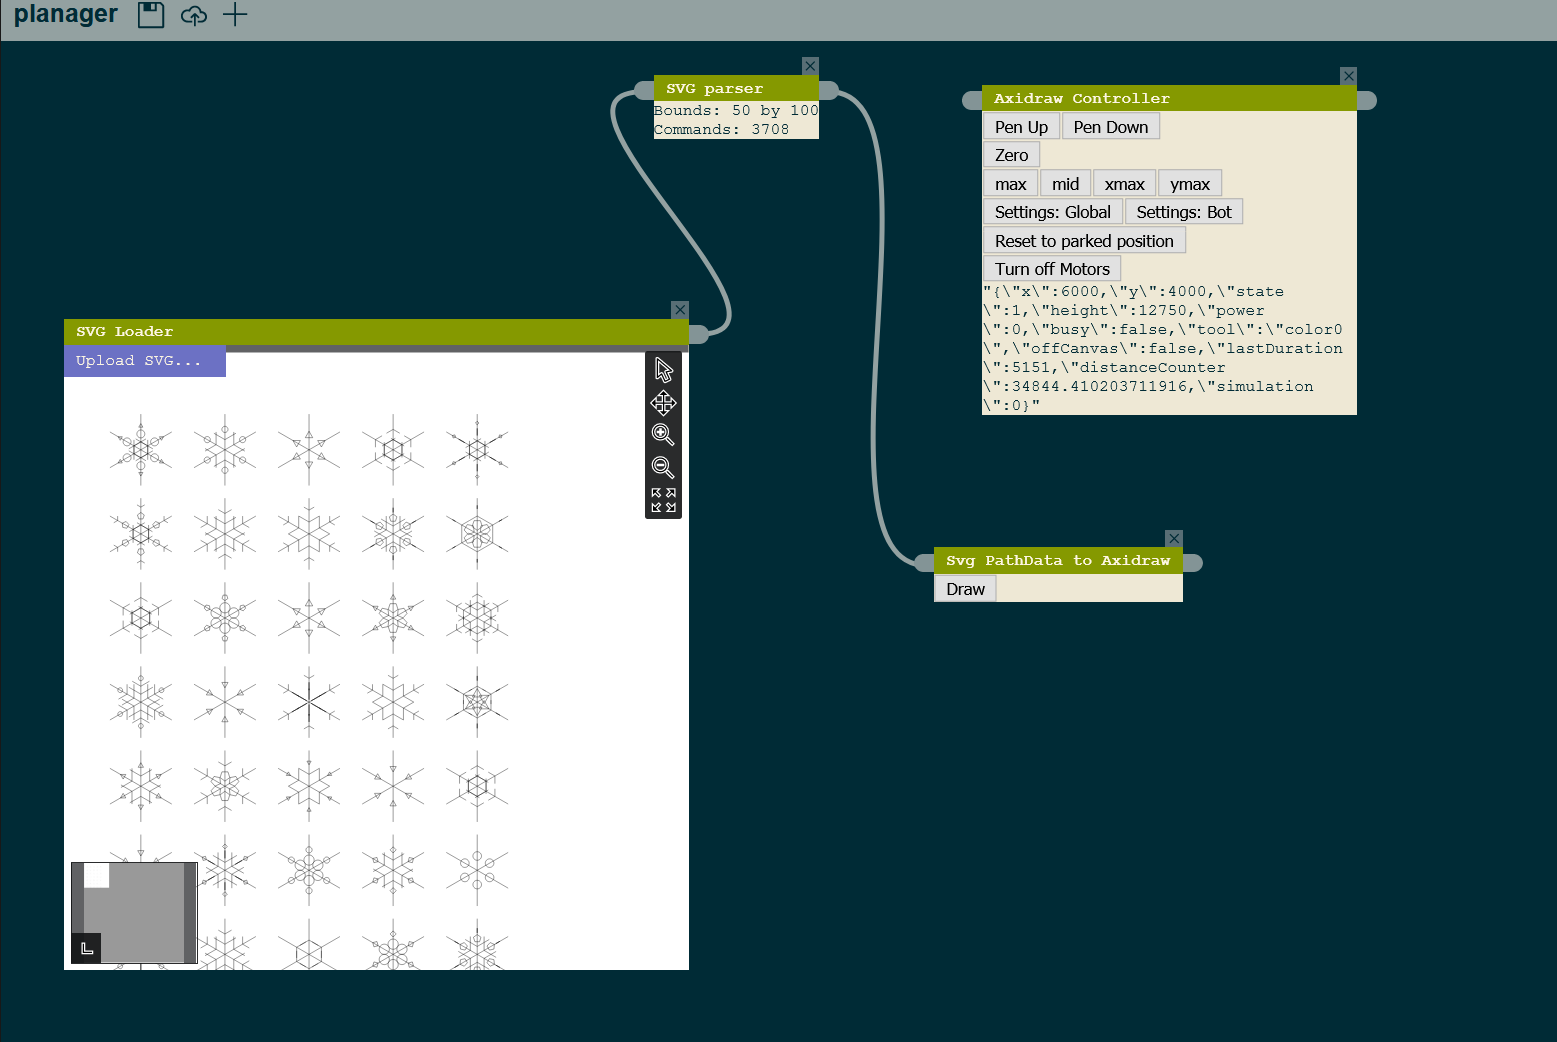 planager
SVG parser
Bounds: 50 by 100
Commands: 3708
Axidraw Controller
Pen Up Pen Down
Zero
max mid xmax ymax
Settings: Global Settings: Bot
Reset to parked position
Turn off Motors
"{\"x\":6000,\"y\":4000,\"state
\":1,\"height\":12750,\"power
\":0,\"busy\":false,\"tool\":\"color0
\",\"offCanvas\":false,\"lastDuration
\":5151,\"distanceCounter
\":34844.410203711916,\"simulation
\":0}"
SVG Loader
Upload SVG...
Svg PathData to Axidraw
Draw